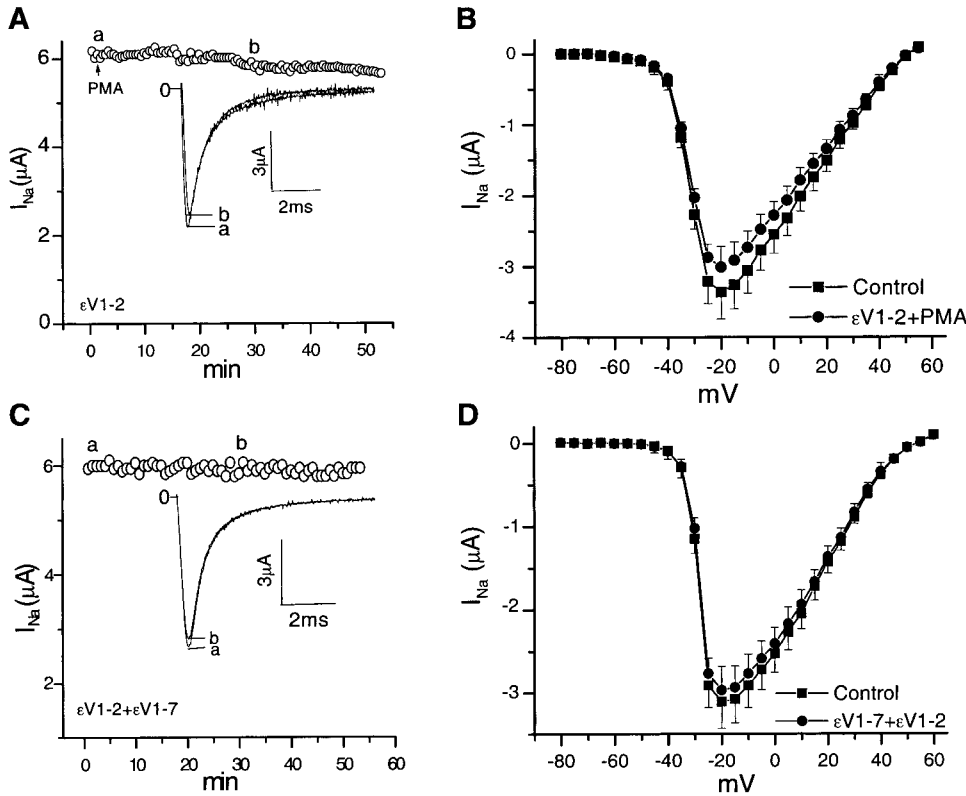 A
a
b
6
4
2
0
PMA
0
3μA
2ms
b
a
εV1-2
I_Na (μA)
0 10 20 30 40 50
min
B
0
-1
-2
-3
-4
I_Na (μA)
Control
εV1-2+PMA
-80 -60 -40 -20 0 20 40 60
mV
C
a
b
6
4
2
0
3μA
2ms
b
a
εV1-2+εV1-7
I_Na (μA)
0 10 20 30 40 50 60
min
D
0
-1
-2
-3
I_Na (μA)
Control
εV1-7+εV1-2
-80 -60 -40 -20 0 20 40 60
mV